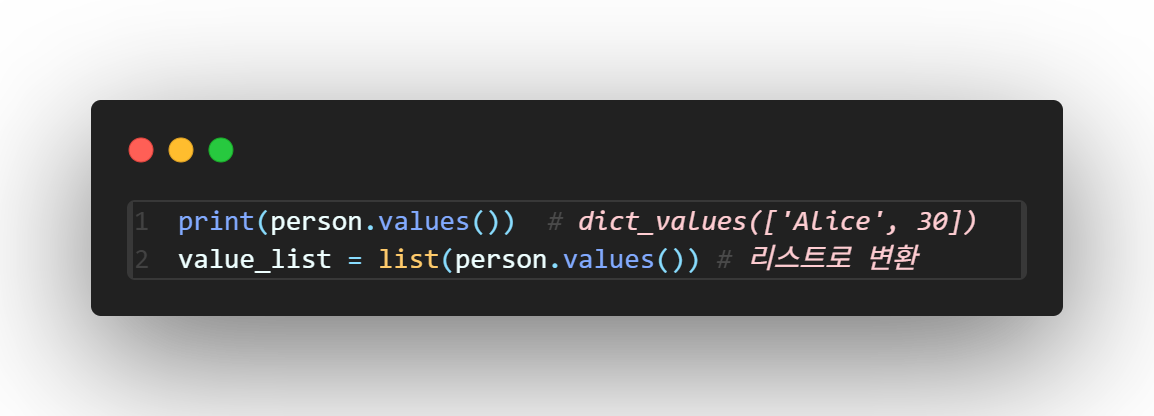 1 print(person.values())  # dict_values(['Alice', 30])
2 value_list = list(person.values()) # 리스트로 변환